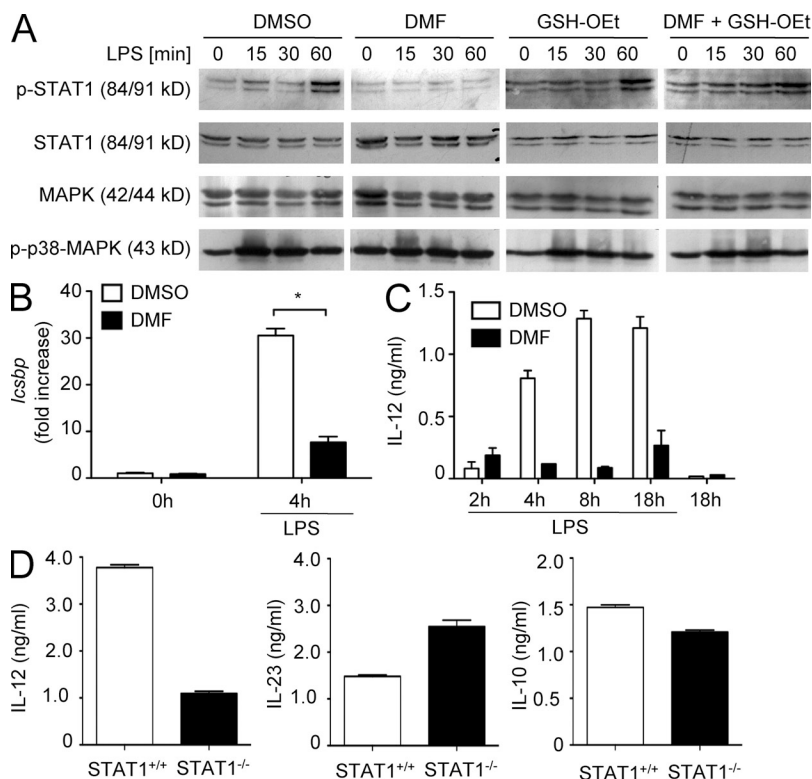 A
DMSO DMF GSH-OEt DMF + GSH-OEt
LPS [min] 0 15 30 60 0 15 30 60 0 15 30 60 0 15 30 60
p-STAT1 (84/91 kD)
STAT1 (84/91 kD)
MAPK (42/44 kD)
p-p38-MAPK (43 kD)
B
Icsbp
(fold increase)
40
30
20
10
0
DMSO
DMF
*
0h 4h
LPS
C
IL-12 (ng/ml)
1.5
1.0
0.5
0
DMSO
DMF
2h 4h 8h 18h 18h
LPS
D
IL-12 (ng/ml)
4.0
3.0
2.0
1.0
0
STAT1+/+ STAT1-/-
IL-23 (ng/ml)
4.0
3.0
2.0
1.0
0
STAT1+/+ STAT1-/-
IL-10 (ng/ml)
2.0
1.5
1.0
0.5
0
STAT1+/+ STAT1-/-